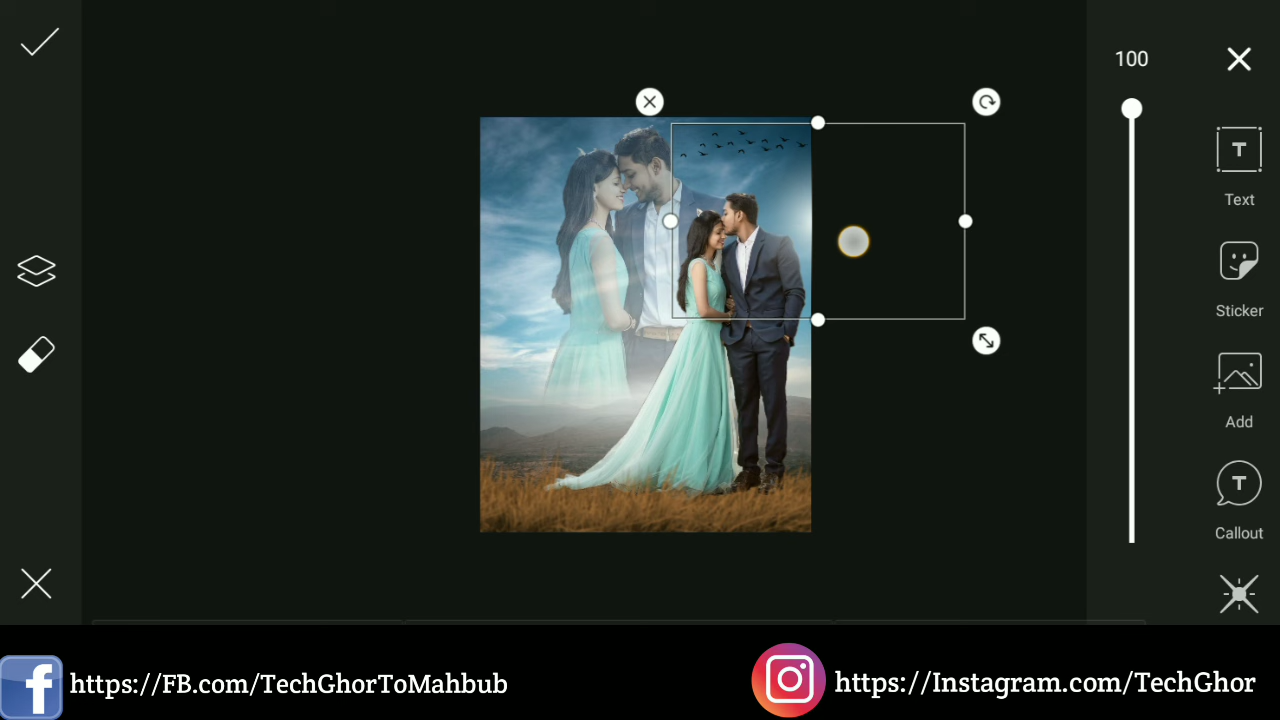 100
T
Text
Sticker
Add
T
Callout
f
https://FB.com/TechGhorToMahbub
https://Instagram.com/TechGhor